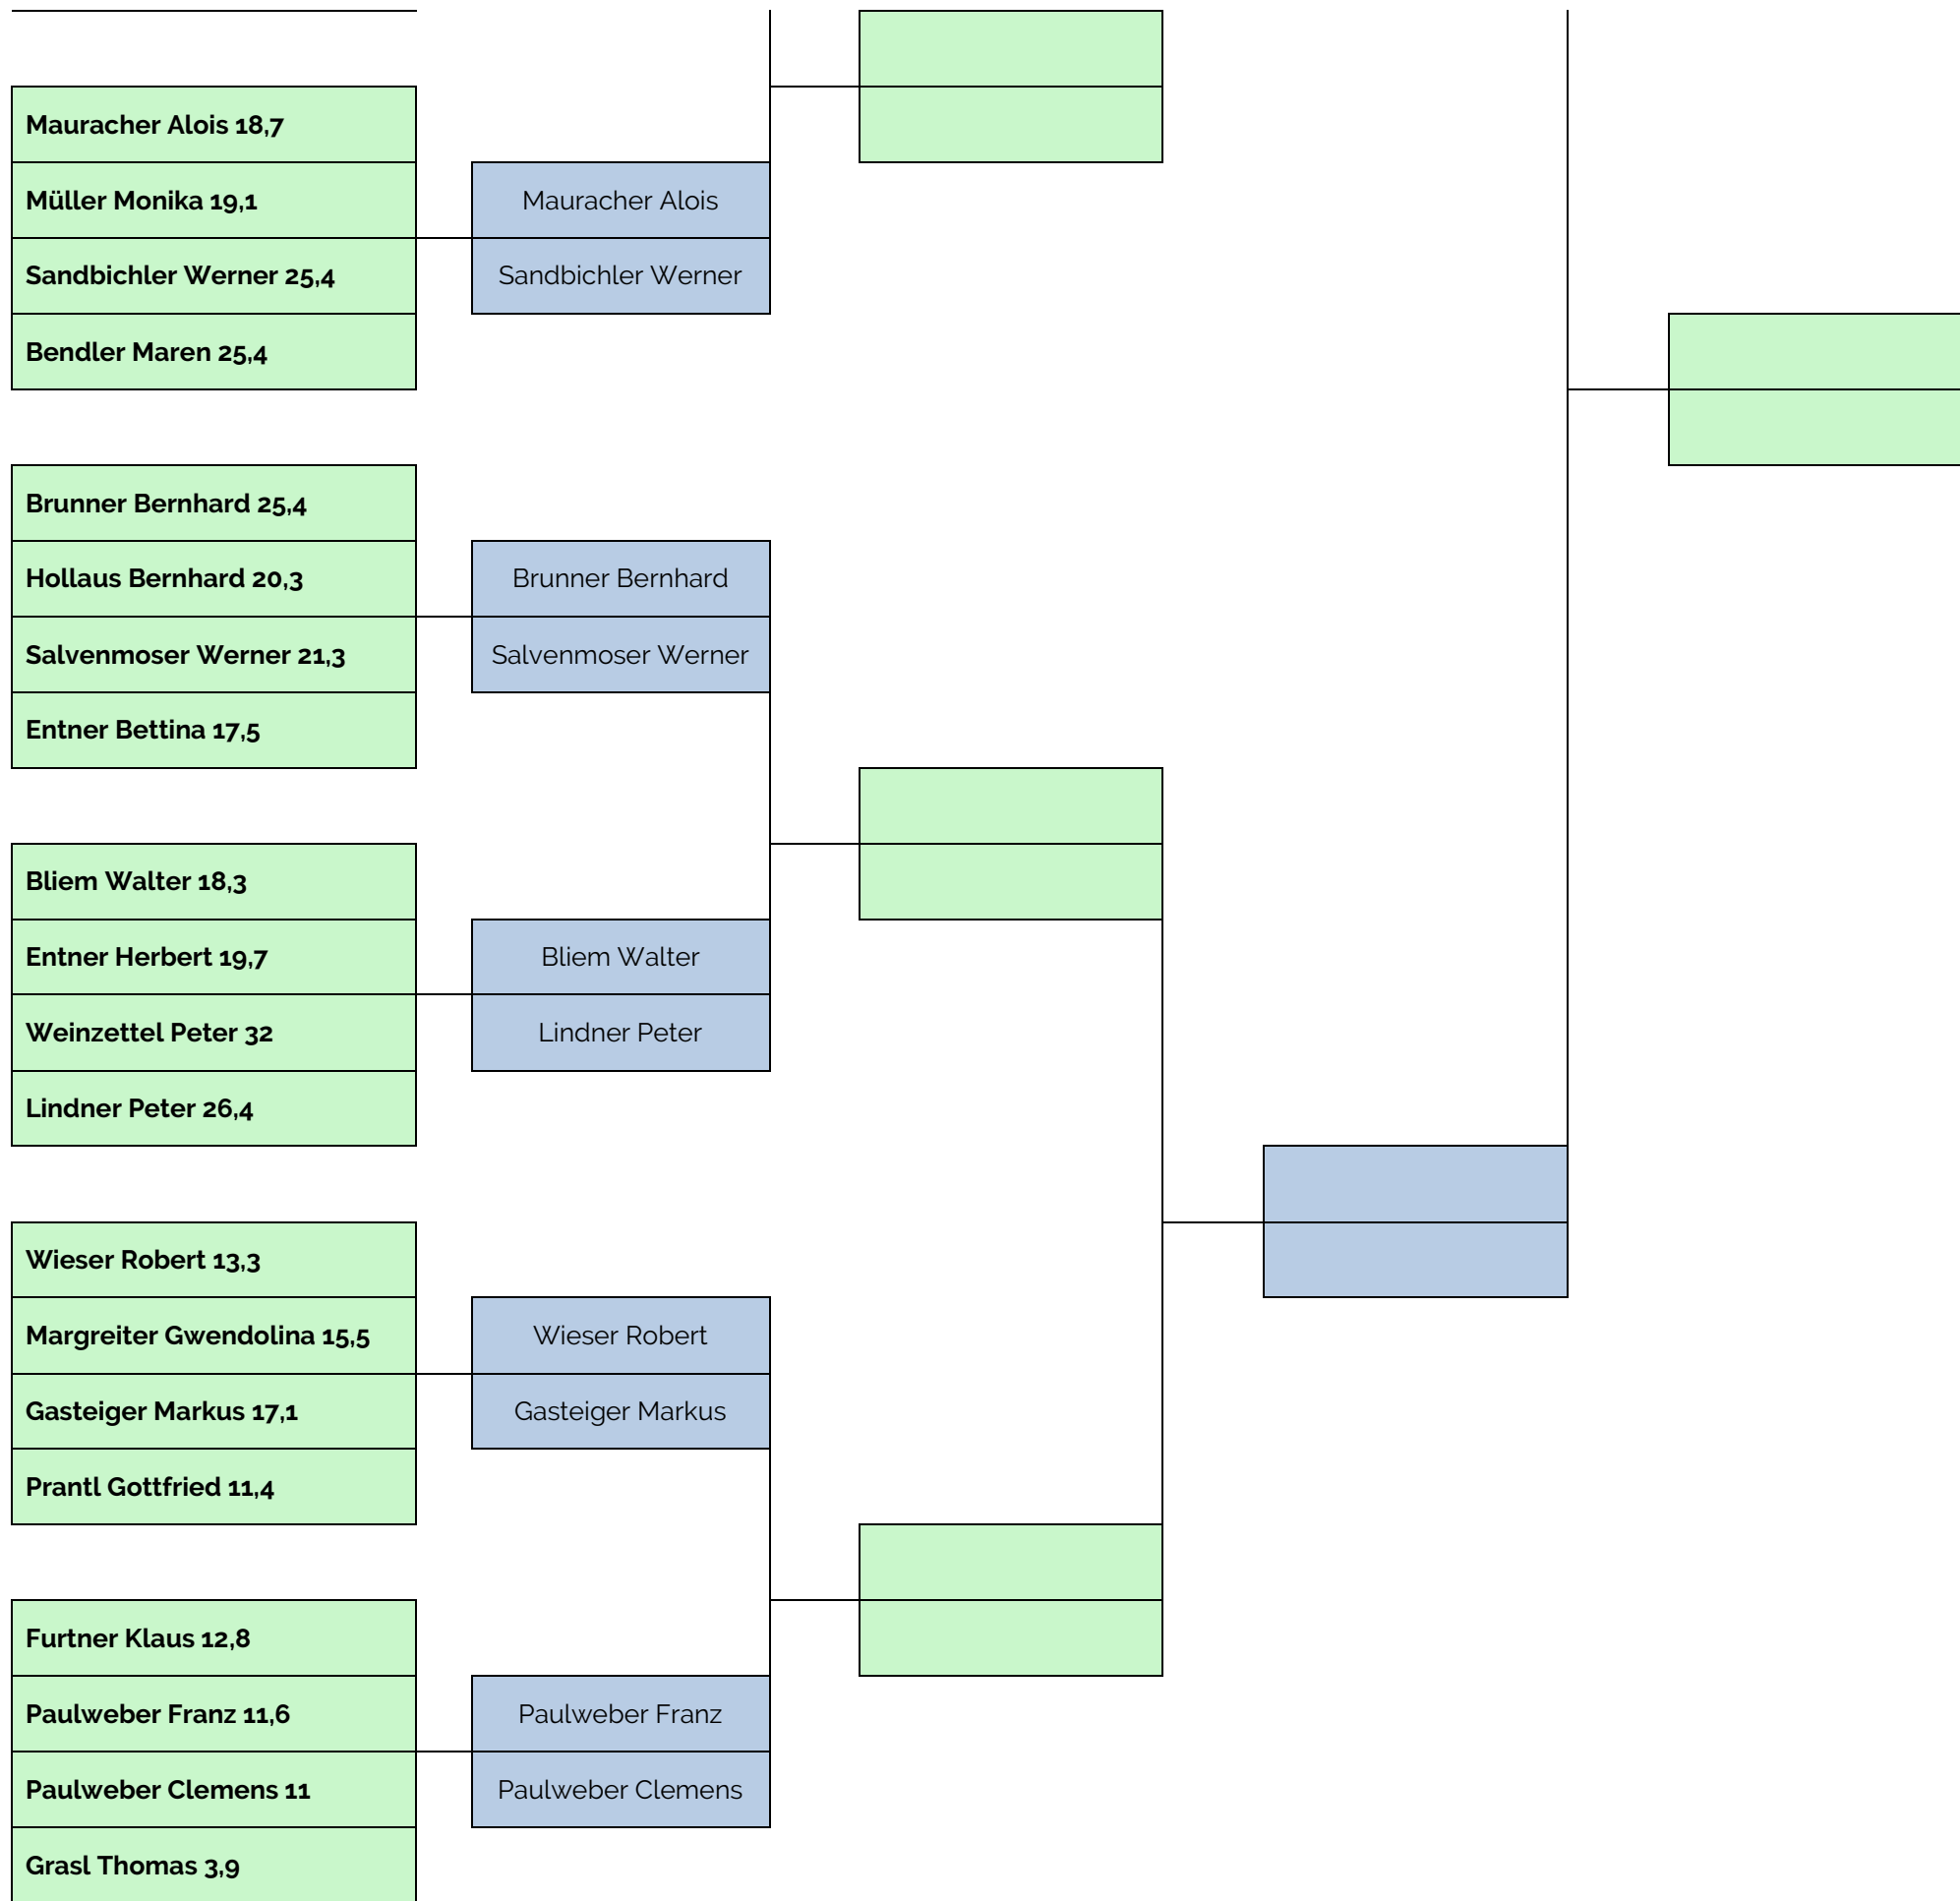 Mauracher Alois 18,7
Müller Monika 19,1
Mauracher Alois
Sandbichler Werner 25,4
Sandbichler Werner
Bendler Maren 25,4
Brunner Bernhard 25,4
Hollaus Bernhard 20,3
Brunner Bernhard
Salvenmoser Werner 21,3
Salvenmoser Werner
Entner Bettina 17,5
Bliem Walter 18,3
Entner Herbert 19,7
Bliem Walter
Weinzettel Peter 32
Lindner Peter
Lindner Peter 26,4
Wieser Robert 13,3
Margreiter Gwendolina 15,5
Wieser Robert
Gasteiger Markus 17,1
Gasteiger Markus
Prantl Gottfried 11,4
Furtner Klaus 12,8
Paulweber Franz 11,6
Paulweber Franz
Paulweber Clemens 11
Paulweber Clemens
Grasl Thomas 3,9